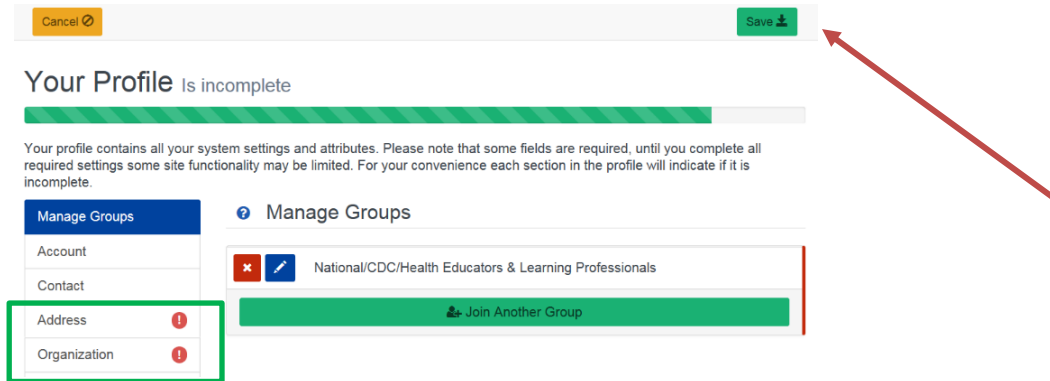 Cancel
Save
Your Profile Is incomplete
Your profile contains all your system settings and attributes. Please note that some fields are required, until you complete all
required settings some site functionality may be limited. For your convenience each section in the profile will indicate if it is
incomplete.
Manage Groups
Manage Groups
Account
National/CDC/Health Educators & Learning Professionals
Contact
Join Another Group
Address
Organization